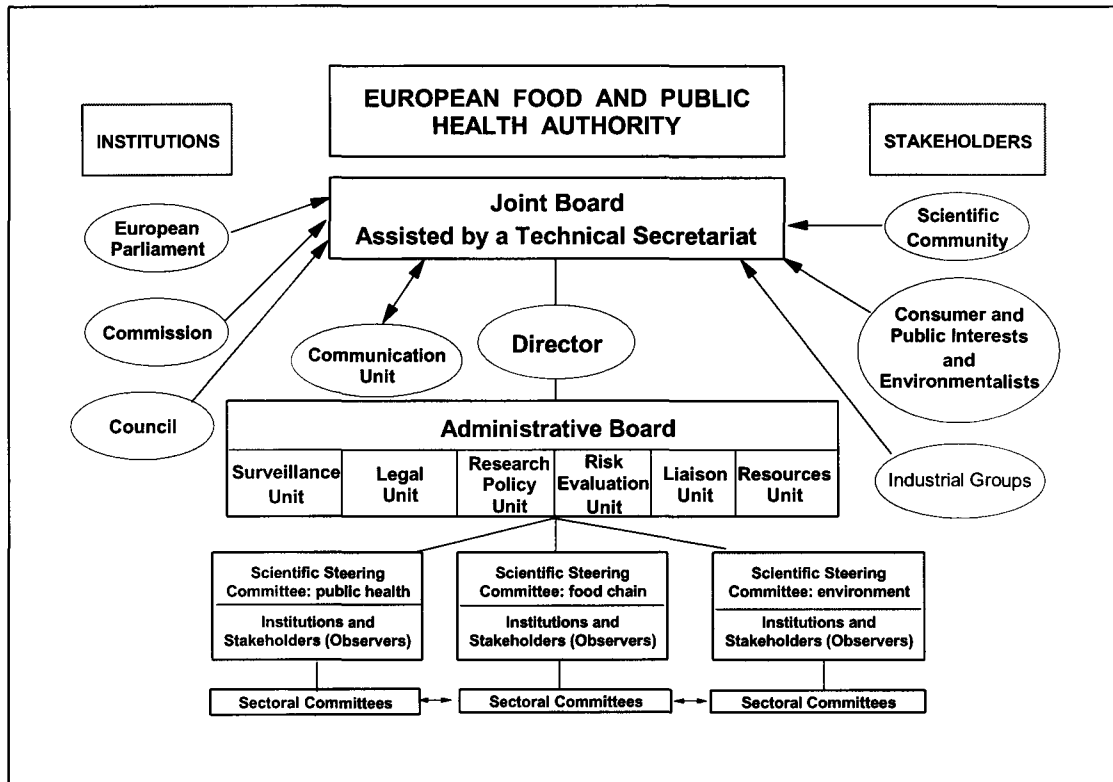 EUROPEAN FOOD AND PUBLIC
HEALTH AUTHORITY
INSTITUTIONS
STAKEHOLDERS
Joint Board
Assisted by a Technical Secretariat
European
Parliament
Commission
Council
Scientific
Community
Consumer and
Public Interests
and
Environmentalists
Industrial Groups
Communication
Unit
Director
Administrative Board
Surveillance
Unit
Legal
Unit
Research
Policy
Unit
Risk
Evaluation
Unit
Liaison
Unit
Resources
Unit
Scientific Steering
Committee: public health
Institutions and
Stakeholders (Observers)
Scientific Steering
Committee: food chain
Institutions and
Stakeholders (Observers)
Scientific Steering
Committee: environment
Institutions and
Stakeholders (Observers)
Sectoral Committees
Sectoral Committees
Sectoral Committees